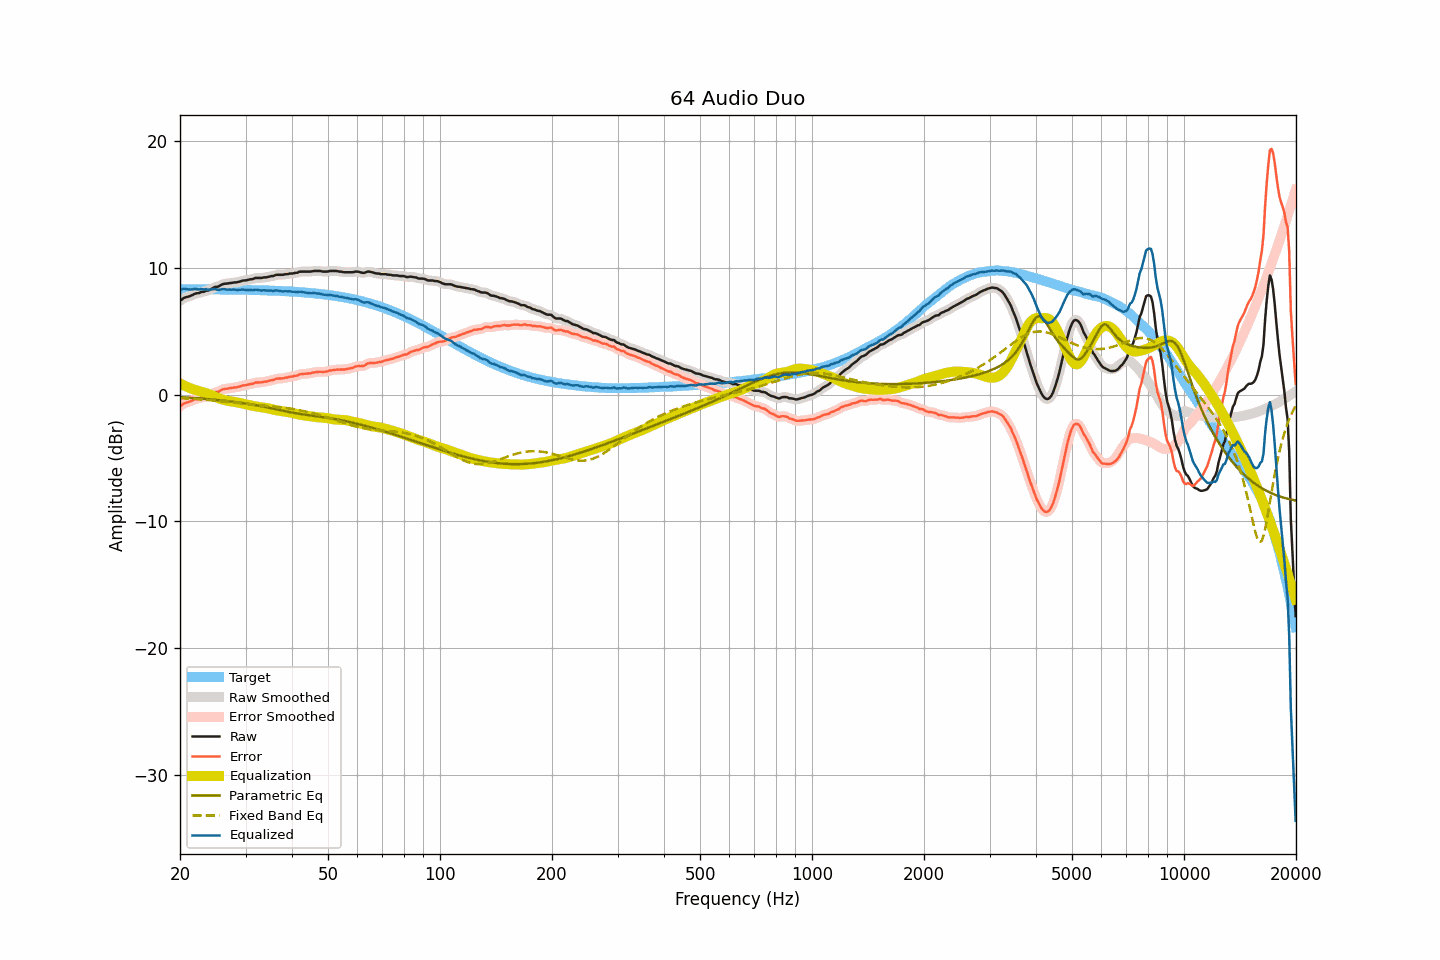 64 Audio Duo
20
10
0
−10
−20
−30
Amplitude (dBr)
Target
Raw Smoothed
Error Smoothed
Raw
Error
Equalization
Parametric Eq
Fixed Band Eq
Equalized
20 50 100 200 500 1000 2000 5000 10000 20000
Frequency (Hz)